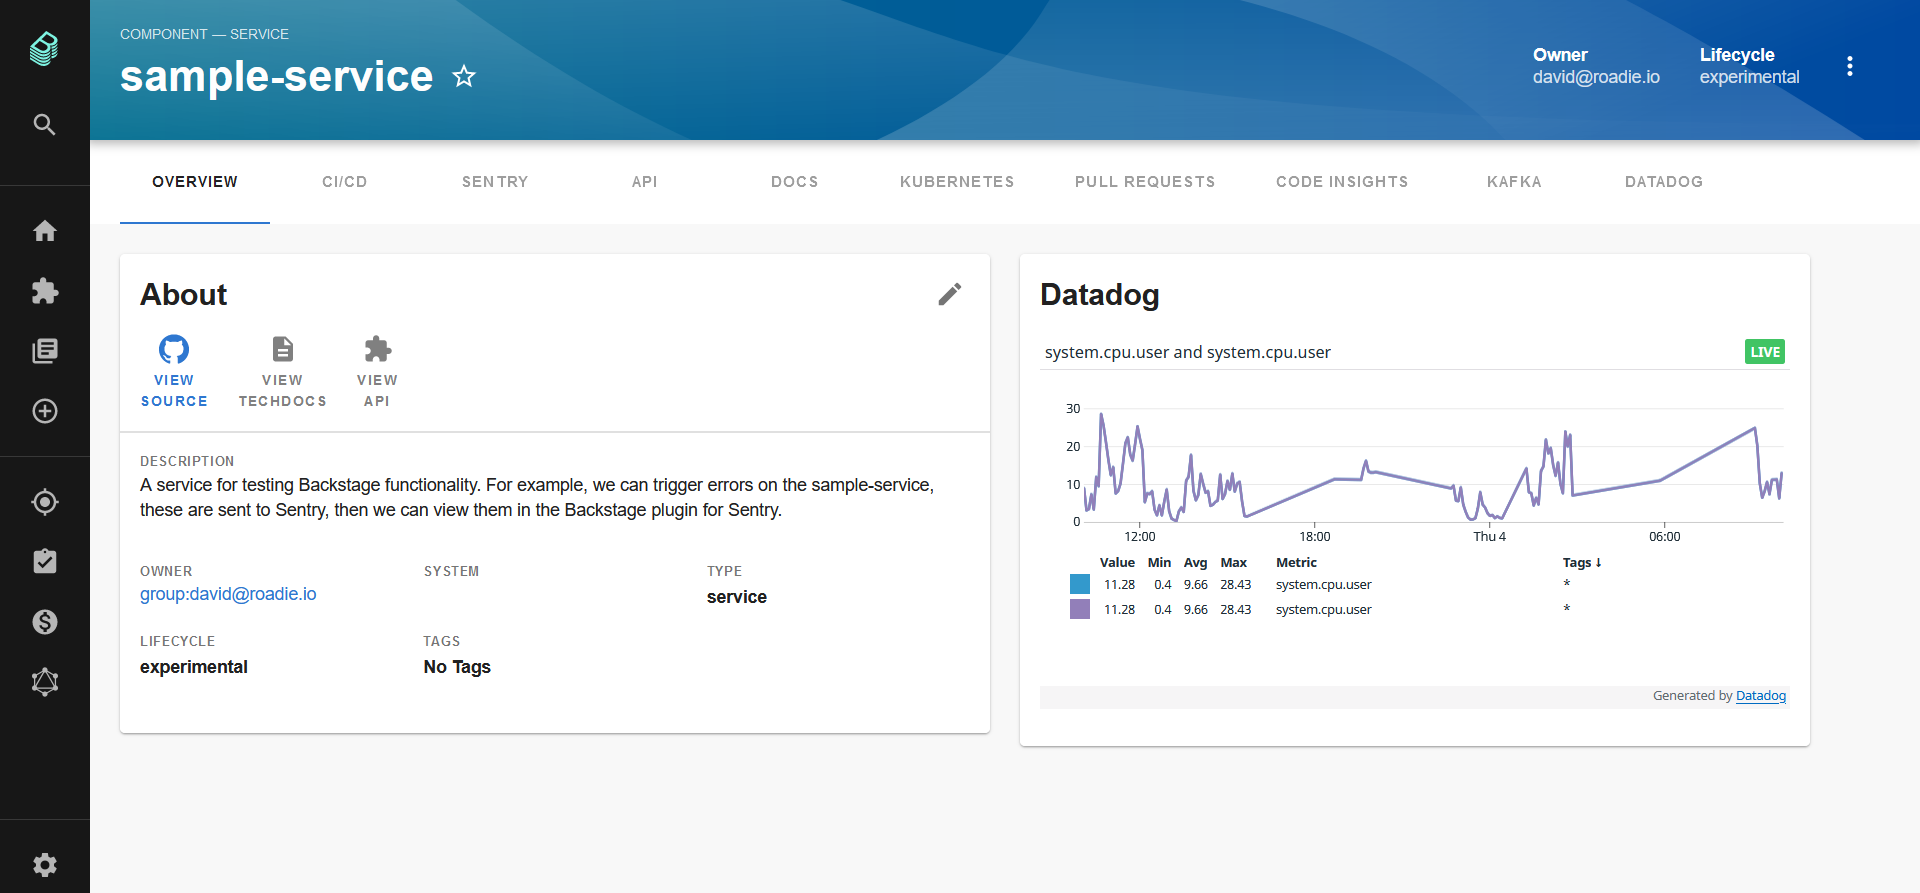 COMPONENT — SERVICE
sample-service
Owner
david@roadie.io
Lifecycle
experimental
OVERVIEW
CI/CD
SENTRY
API
DOCS
KUBERNETES
PULL REQUESTS
CODE INSIGHTS
KAFKA
DATADOG
About
VIEW
SOURCE
VIEW
TECHDOCS
VIEW
API
DESCRIPTION
A service for testing Backstage functionality. For example, we can trigger errors on the sample-service,
these are sent to Sentry, then we can view them in the Backstage plugin for Sentry.
OWNER
group:david@roadie.io
SYSTEM
TYPE
service
LIFECYCLE
experimental
TAGS
No Tags
Datadog
system.cpu.user and system.cpu.user
LIVE
30
20
10
0
12:00 18:00 Thu 4 06:00
Value Min Avg Max Metric Tags ↓
11.28 0.4 9.66 28.43 system.cpu.user *
11.28 0.4 9.66 28.43 system.cpu.user *
Generated by Datadog